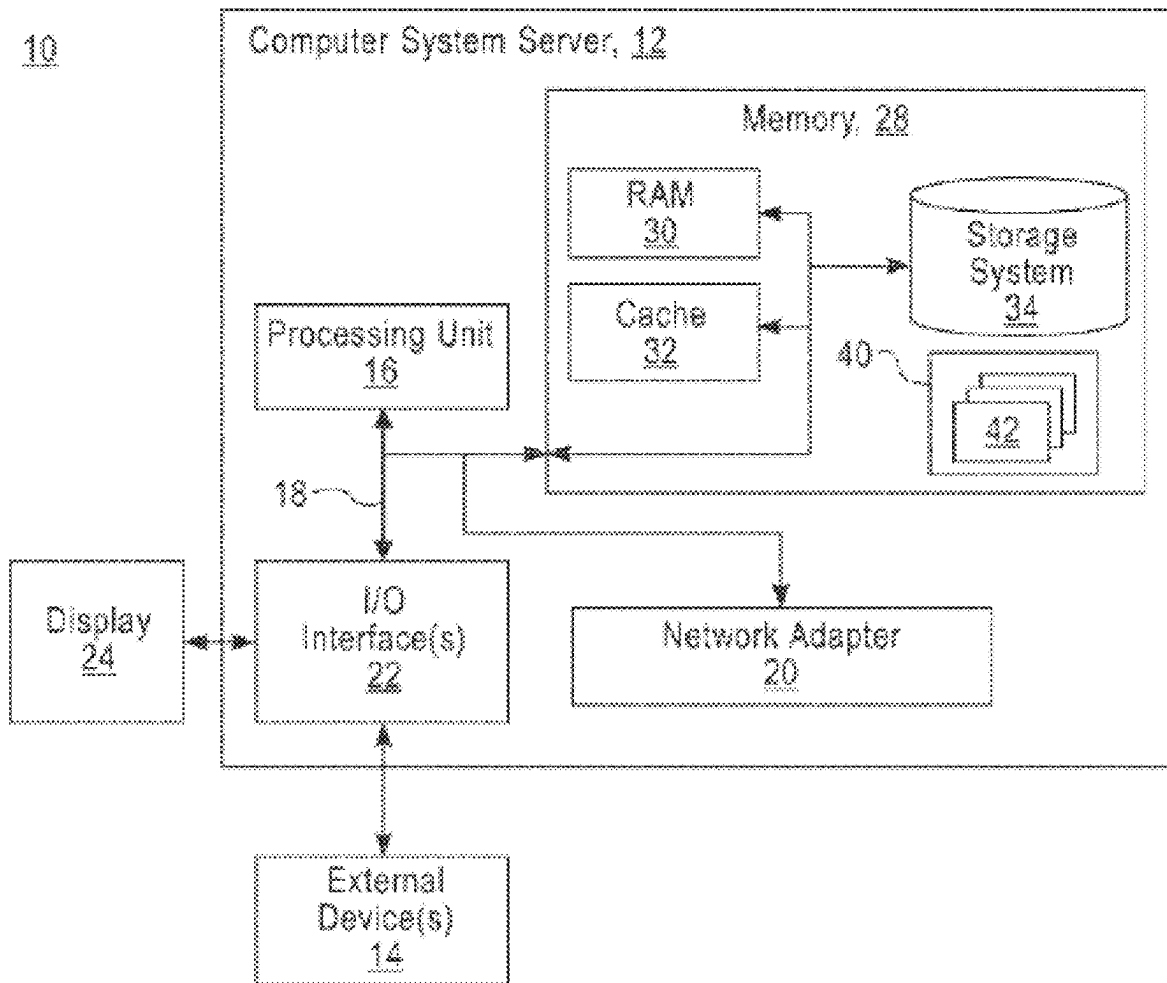 10
Computer System Server, 12
Memory, 28
RAM
30
Storage
System
34
Cache
32
Processing Unit
16
40
42
18
Display
24
I/O
Interface(s)
22
Network Adapter
20
External
Device(s)
14